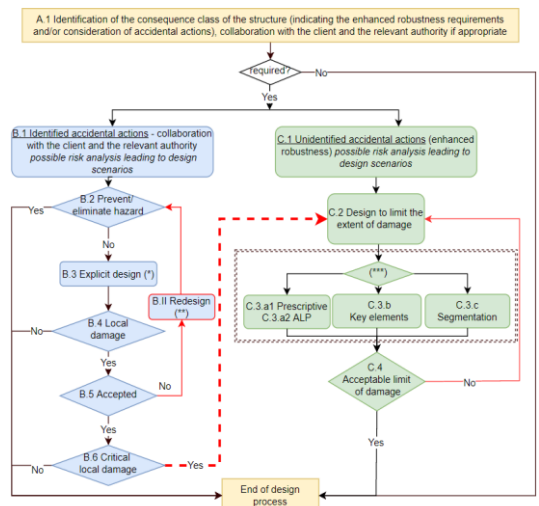 A.1 Identification of the consequence class of the structure (indicating the enhanced robustness requirements
and/or consideration of accidental actions), collaboration with the client and the relevant authority if appropriate
required?
No
Yes
B.1 Identified accidental actions - collaboration
with the client and the relevant authority
possible risk analysis leading to design
scenarios
C.1 Unidentified accidental actions (enhanced
robustness) possible risk analysis leading to
design scenarios
B.2 Prevent/
eliminate hazard
Yes
No
C.2 Design to limit the
extent of damage
B.3 Explicit design (*)
B.II Redesign
(**)
(***)
C.3.a1 Prescriptive
C.3.a2 ALP
C.3.b
Key elements
C.3.c
Segmentation
B.4 Local
damage
No
Yes
B.5 Accepted
No
C.4
Acceptable limit
of damage
No
Yes
Yes
B.6 Critical
local damage
No
Yes
End of design
process